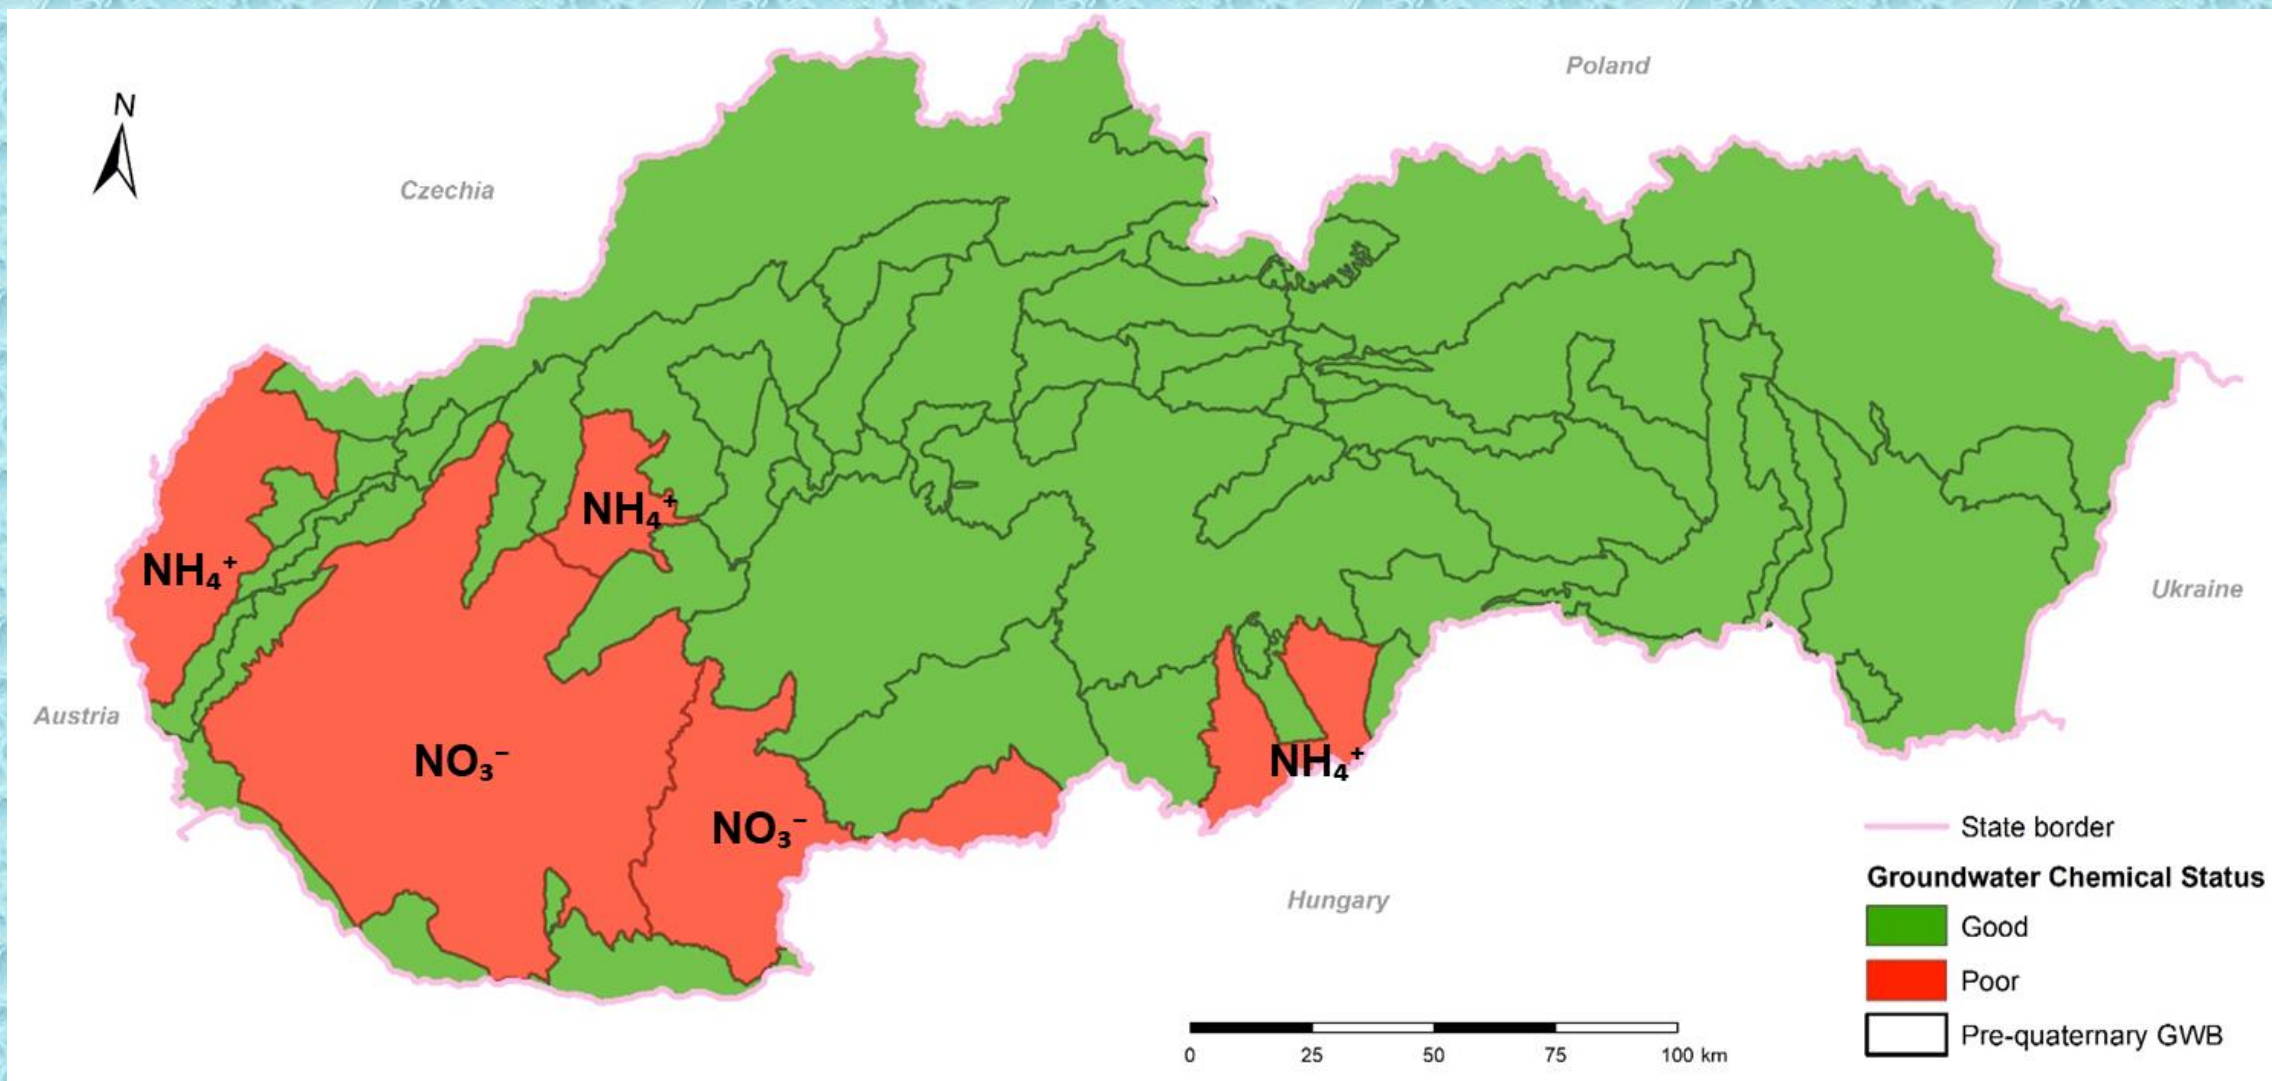 Poland
N
Czechia
NH₄⁺
NH₄⁺
Ukraine
Austria
NO₃⁻
NH₄⁺
NO₃⁻
State border
Groundwater Chemical Status
Hungary
Good
Poor
Pre-quaternary GWB
0 25 50 75 100 km